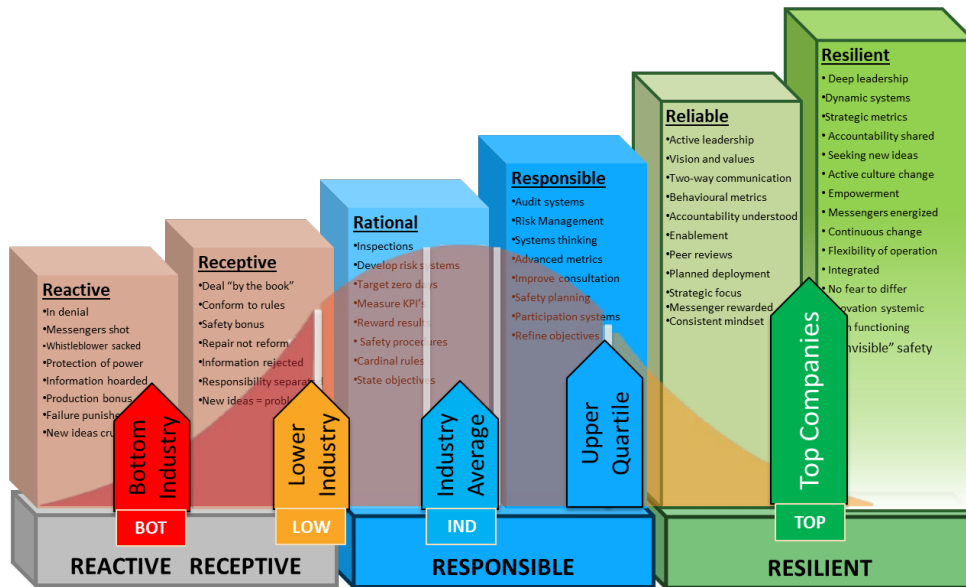 Reactive
•In denial
•Messengers shot
•Whistleblower sacked
•Protection of power
•Information hoarded
•Production bonus
•Failure
•New ideas
Receptive
•Deal “by the book”
•Conform to rules
•Safety bonus
•Repair not reform
•Information rejected
•Responsibility separated
•New ideas =
Rational
•Inspections
•Develop risk systems
•Target zero days
•Measure KPI’s
•Reward results
•Safety procedures
•Cardinal rules
•State objectives
Responsible
•Audit systems
•Risk Management
•Systems thinking
•Advanced metrics
•Improve consultation
•Safety planning
•Participation systems
•Refine objectives
Reliable
•Active leadership
•Vision and values
•Two-way communication
•Behavioural metrics
•Accountability understood
•Enablement
•Peer reviews
•Planned deployment
•Strategic focus
•Messenger rewarded
•Consistent mindset
Resilient
• Deep leadership
•Dynamic systems
•Strategic metrics
• Accountability shared
• Seeking new ideas
• Active culture change
• Empowerment
• Messengers energized
• Continuous change
• Flexibility of operation
• Integrated
No fear to differ
systemic
functioning
safety
Bottom
Industry
Lower
Industry
Industry
Average
Upper
Quartile
Top Companies
BOT
LOW
IND
TOP
REACTIVE RECEPTIVE
RESPONSIBLE
RESILIENT